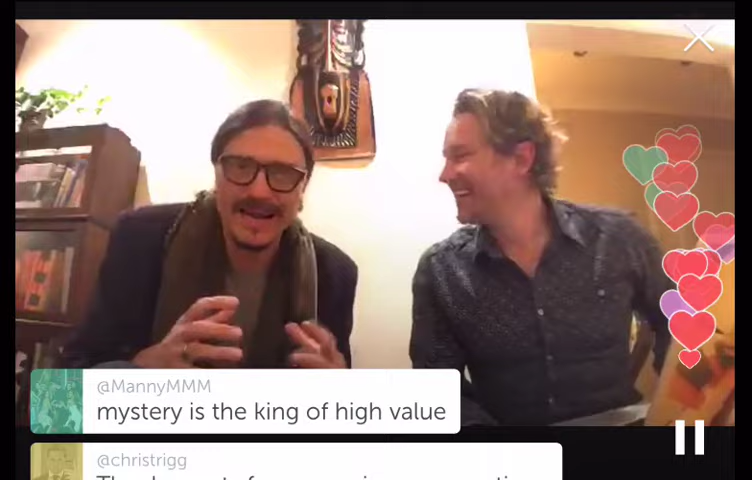 @MannyMMM
mystery is the king of high value
@christrigg